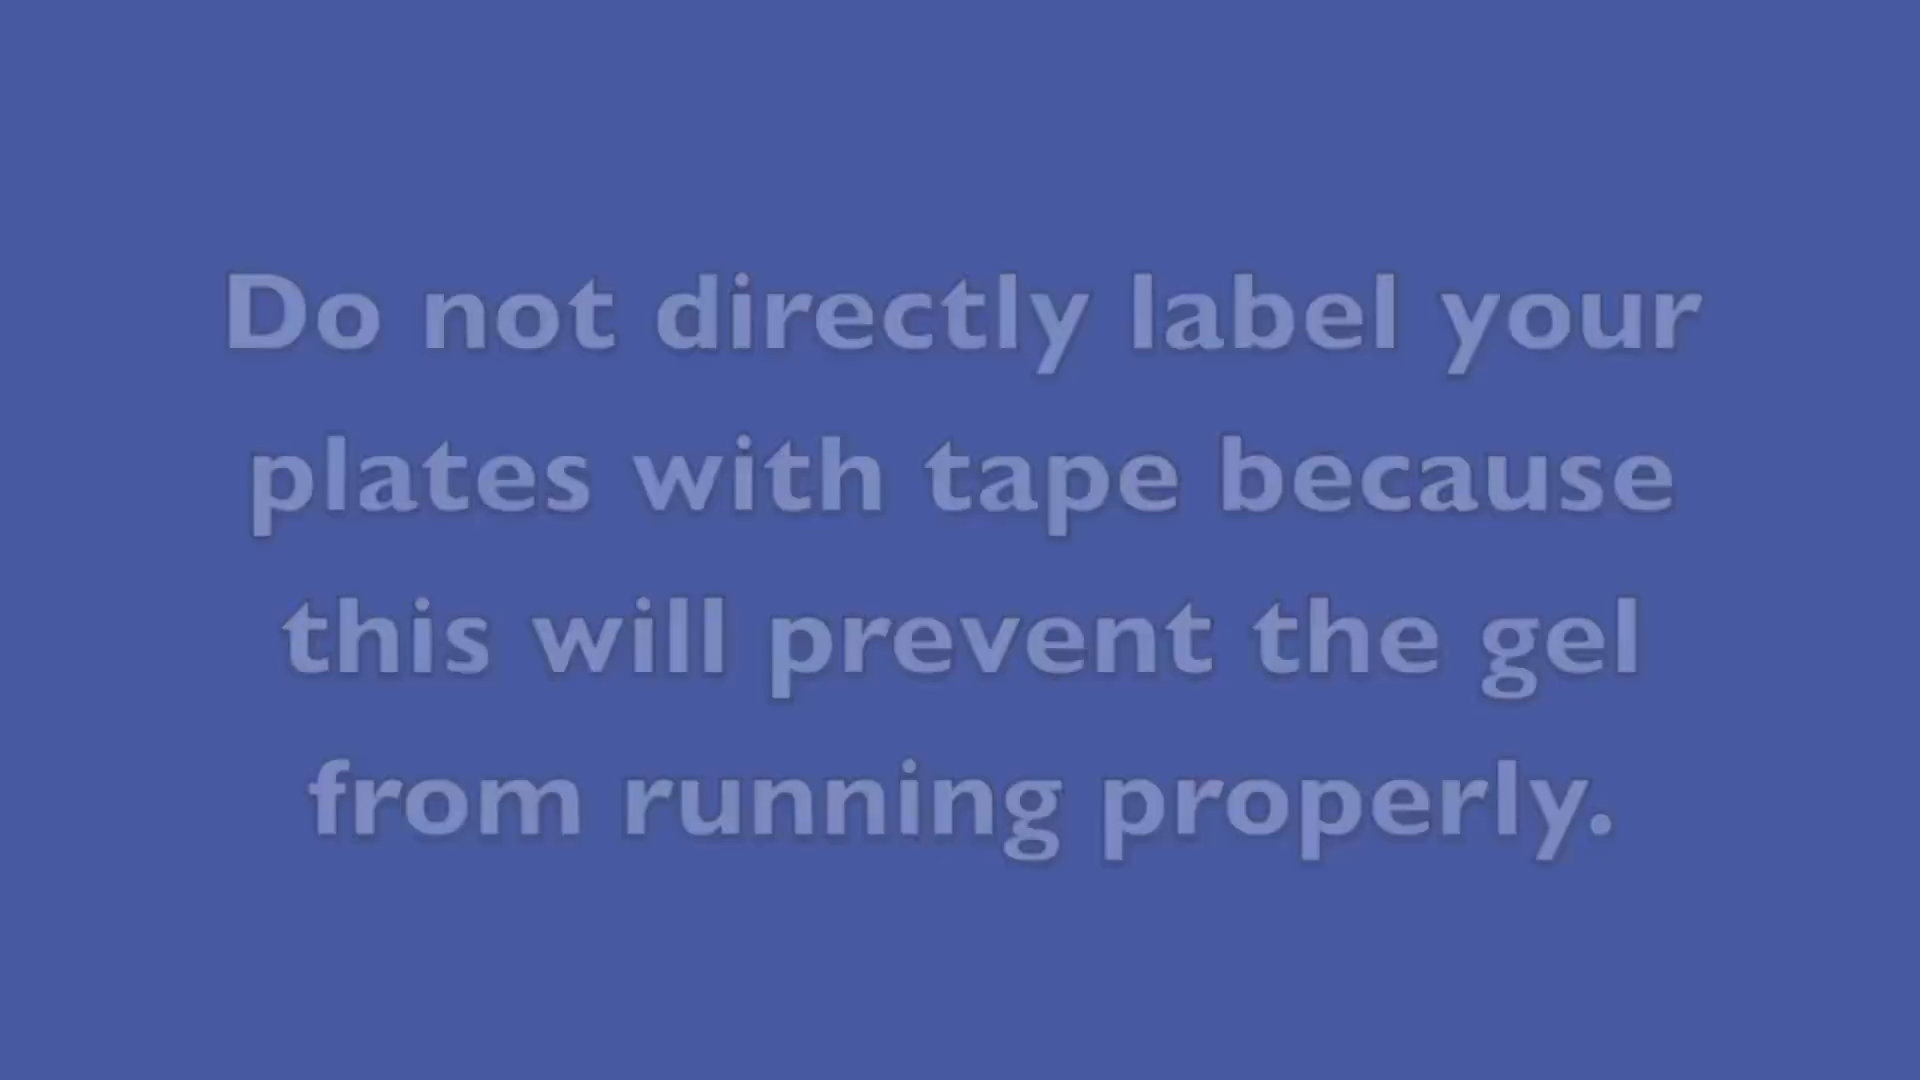 Do not directly label your
plates with tape because
this will prevent the gel
from running properly.